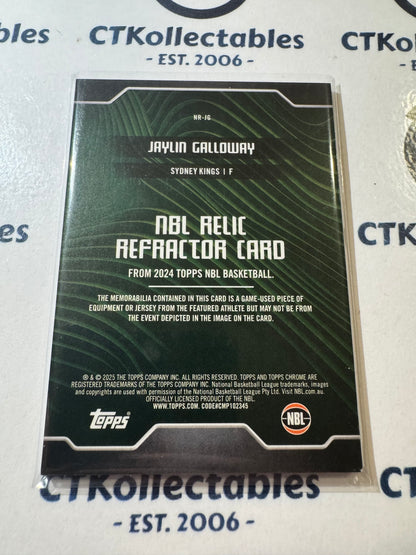 CTKollectables
- EST. 2006 -
CTK
- E
NR-JG
JAYLIN GALLOWAY
SYDNEY KINGS | F
NBL RELIC
REFRACTOR CARD
FROM 2024 TOPPS NBL BASKETBALL.
THE MEMORABILIA CONTAINED IN THIS CARD IS A GAME-USED PIECE OF
EQUIPMENT OR JERSEY FROM THE FEATURED ATHLETE BUT MAY NOT BE FROM
THE EVENT DEPICTED IN THE IMAGE ON THE CARD.
® & © 2025 THE TOPPS COMPANY INC. ALL RIGHTS RESERVED. TOPPS AND TOPPS CHROME ARE
REGISTERED TRADEMARKS OF THE TOPPS COMPANY INC. National Basketball League trademarks, images
and copyrights are used with permission of the National Basketball League Pty Ltd. Visit NBL.com.au.
OFFICIALLY LICENSED PRODUCT OF THE NBL.
WWW.TOPPS.COM. CODE#CMP102345
topps
NBL
CTKollectables
- EST. 2006 -